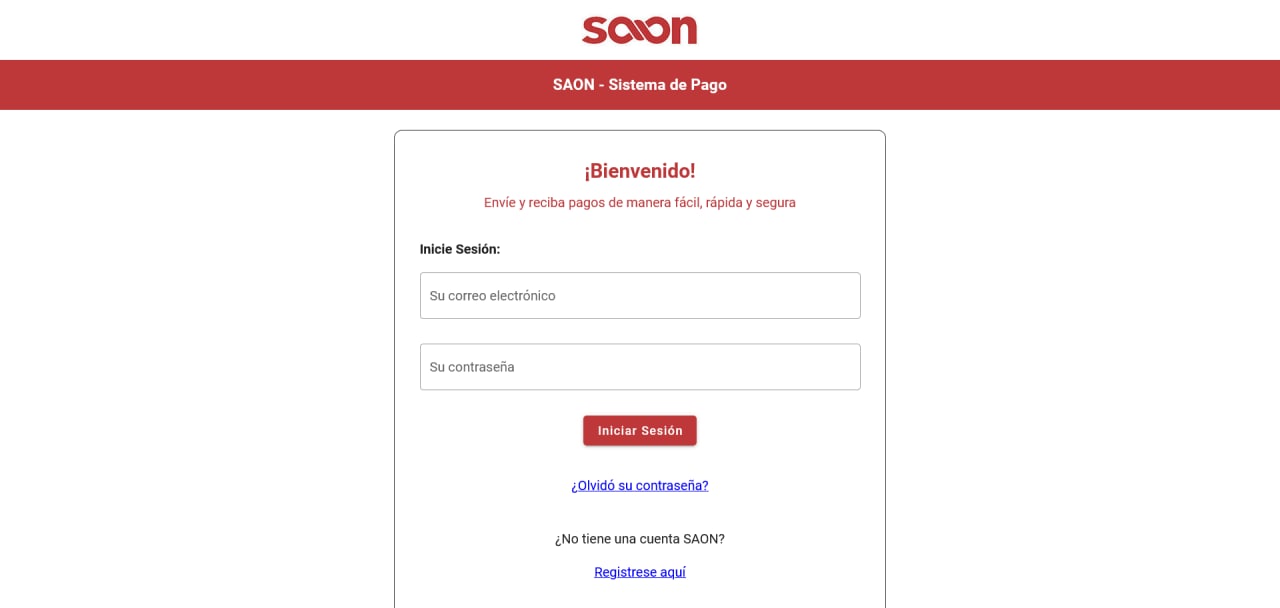 saon
SAON - Sistema de Pago
¡Bienvenido!
Envíe y reciba pagos de manera fácil, rápida y segura
Inicie Sesión:
Su correo electrónico
Su contraseña
Iniciar Sesión
¿Olvidó su contraseña?
¿No tiene una cuenta SAON?
Registrese aquí